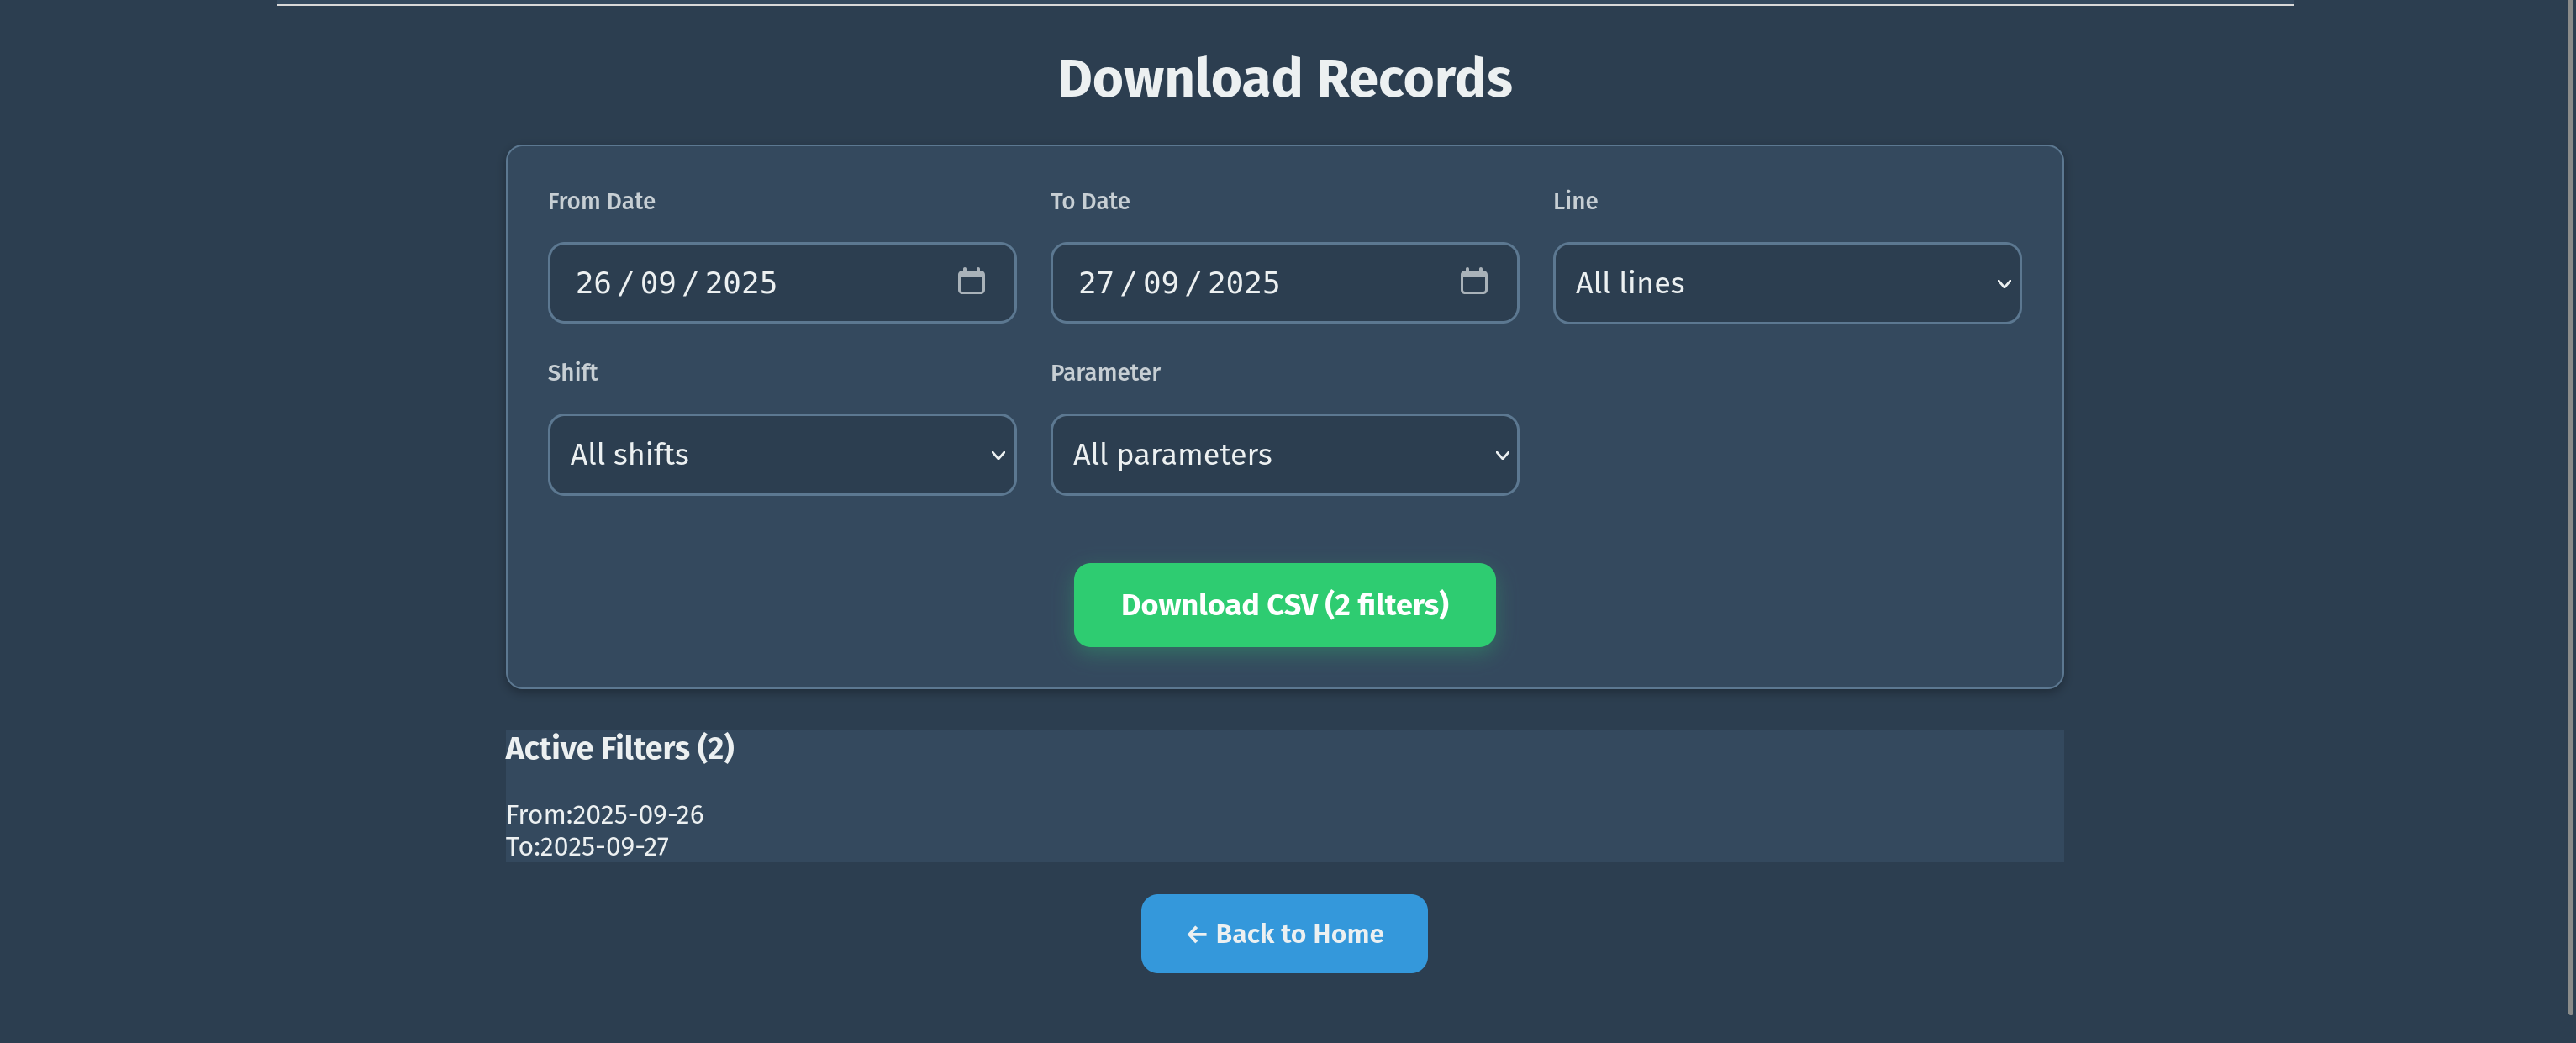 Download Records
From Date To Date Line
26/09/2025 27/09/2025 All lines
Shift Parameter
All shifts All parameters
Download CSV (2 filters)
Active Filters (2)
From:2025-09-26
To:2025-09-27
← Back to Home